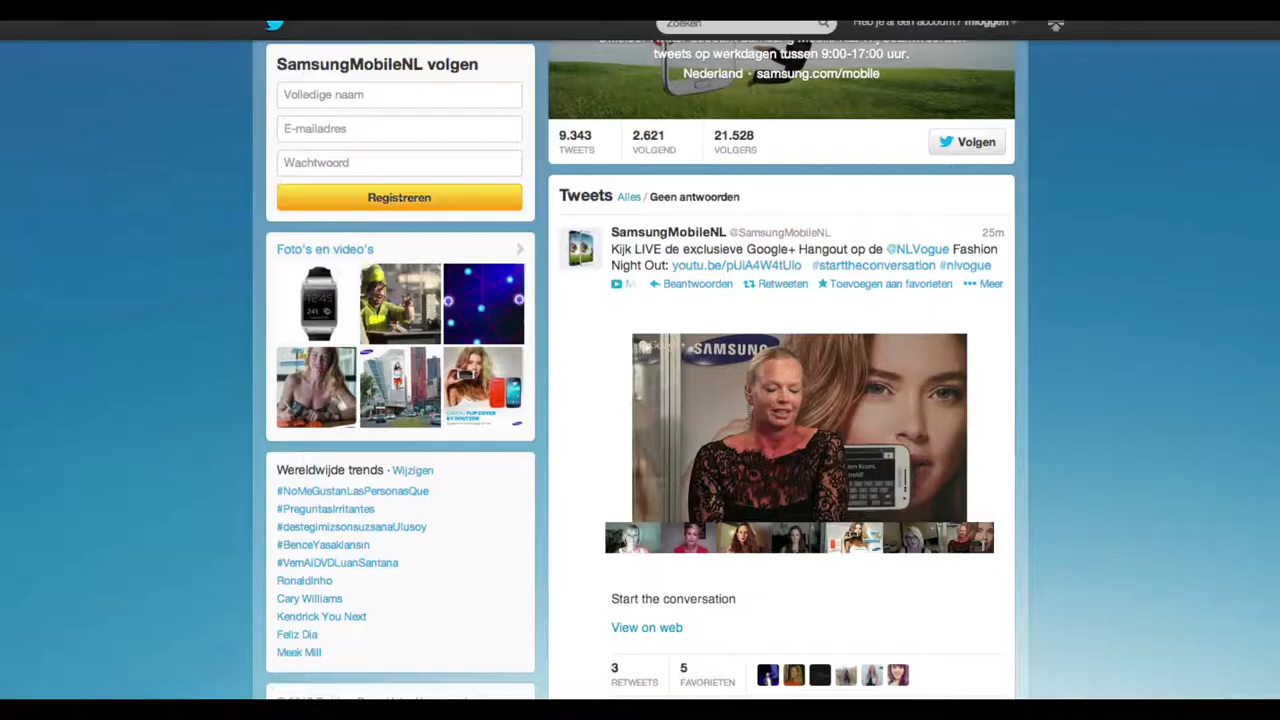 Zoeken
Heb je al een account? Inloggen
SamsungMobileNL volgen
Volledige naam
E-mailadres
Wachtwoord
Registreren
tweets op werkdagen tussen 9:00-17:00 uur.
Nederland · samsung.com/mobile
9.343
TWEETS
2.621
VOLGEND
21.528
VOLGERS
Volgen
Foto's en video's
Wereldwijde trends · Wijzigen
#NoMeGustanLasPersonasQue
#PreguntasIrritantes
#destegimizsonsuzsanaUlusoy
#BenceYasaklansin
#VemAiDVDLuanSantana
Ronaldinho
Cary Williams
Kendrick You Next
Feliz Dia
Meek Mill
Tweets Alles / Geen antwoorden
SamsungMobileNL @SamsungMobileNL 25m
Kijk LIVE de exclusieve Google+ Hangout op de @NLVogue Fashion
Night Out: youtu.be/pUlA4W4tUlo #starttheconversation #nlvogue
Beantwoorden Retweeten Toevoegen aan favorieten Meer
SAMSUNG
Start the conversation
View on web
3
RETWEETS
5
FAVORIETEN